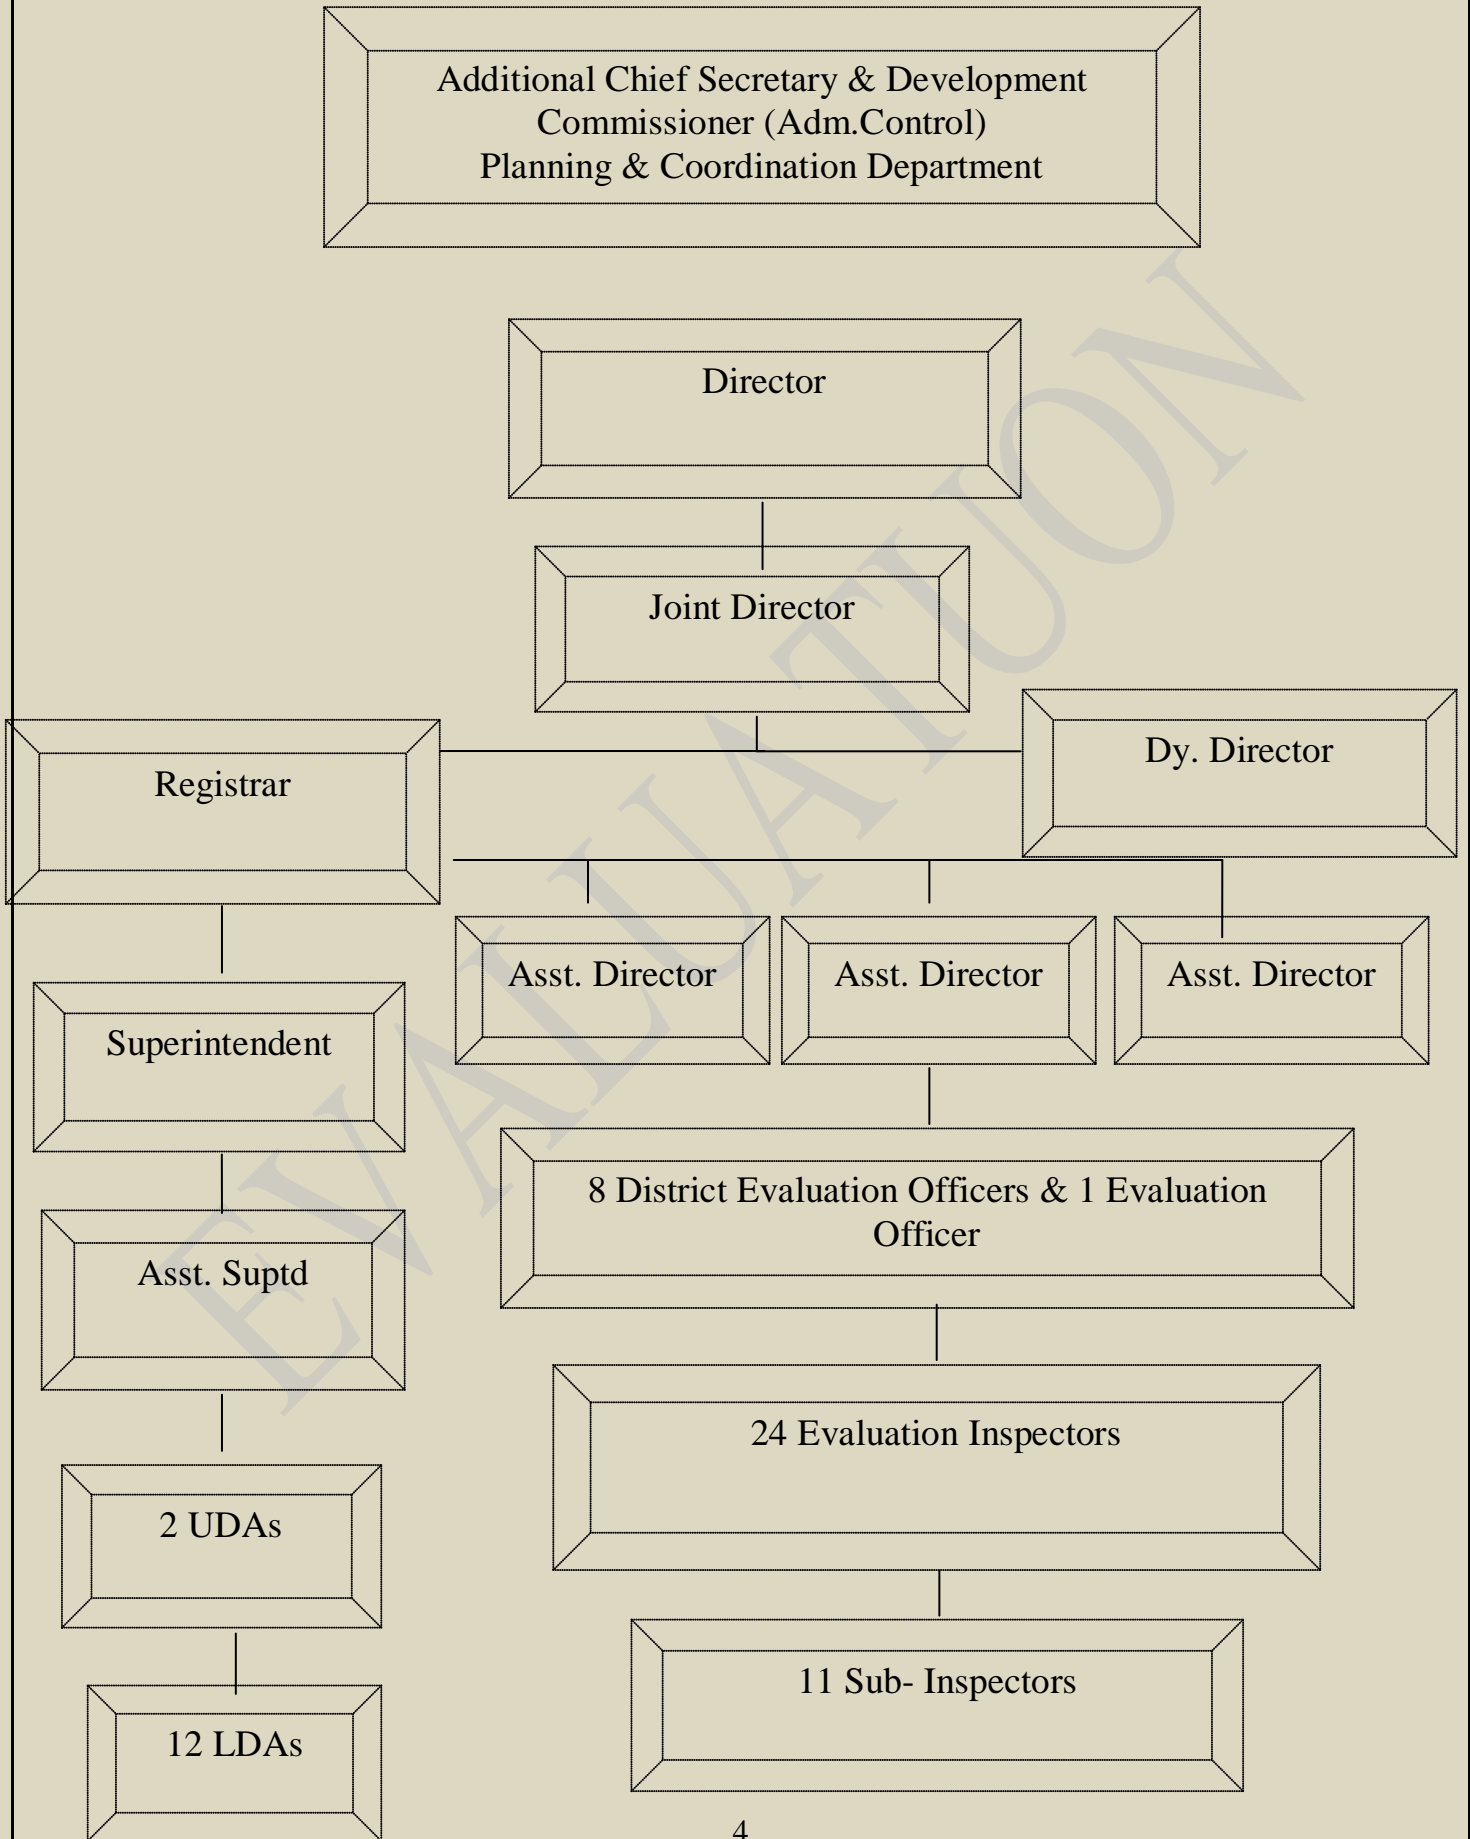 Additional Chief Secretary & Development
Commissioner (Adm.Control)
Planning & Coordination Department
Director
Joint Director
Registrar
Dy. Director
Asst. Director
Asst. Director
Asst. Director
Superintendent
8 District Evaluation Officers & 1 Evaluation
Officer
Asst. Suptd
24 Evaluation Inspectors
2 UDAs
11 Sub- Inspectors
12 LDAs
4
EVALUATUON